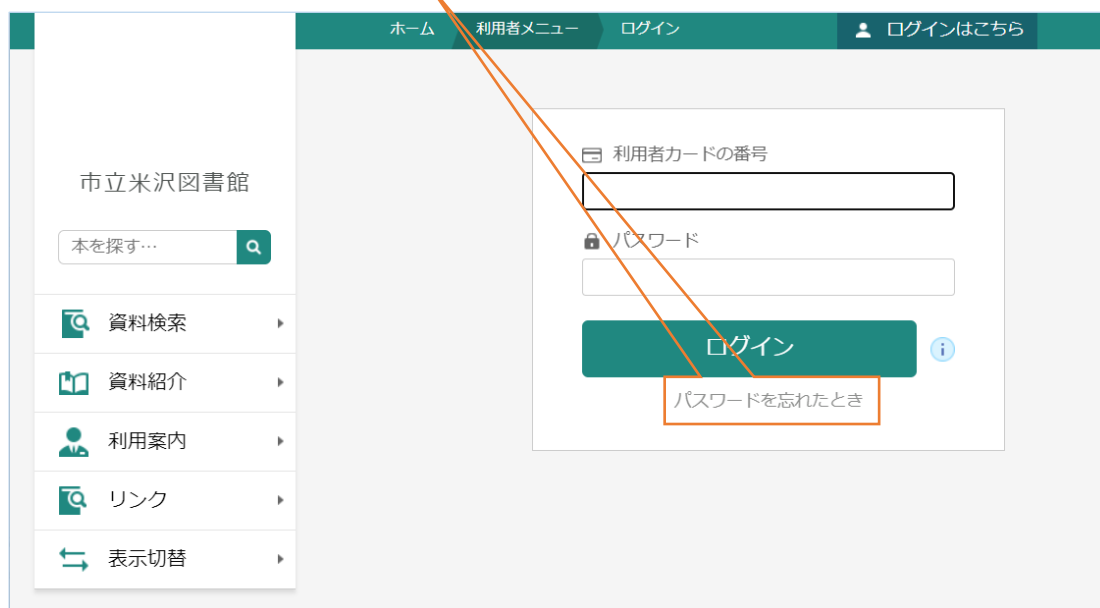 ホーム 利用者メニュー ログイン ログインはこちら
市立米沢図書館
本を探す…
資料検索
資料紹介
利用案内
リンク
表示切替
利用者カードの番号
パスワード
ログイン
パスワードを忘れたとき